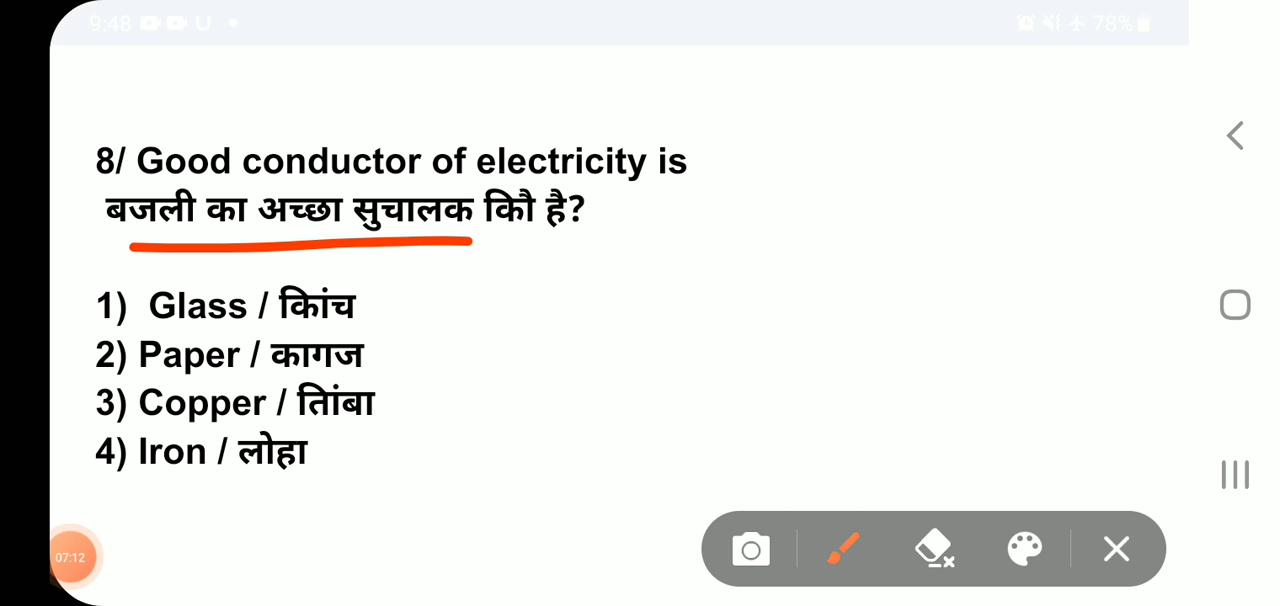 9:48 U
78%
8/ Good conductor of electricity is
बजली का अच्छा सुचालक किौ है?
1) Glass / किांच
2) Paper / कागज
3) Copper / तिांबा
4) Iron / लोहा
07:12